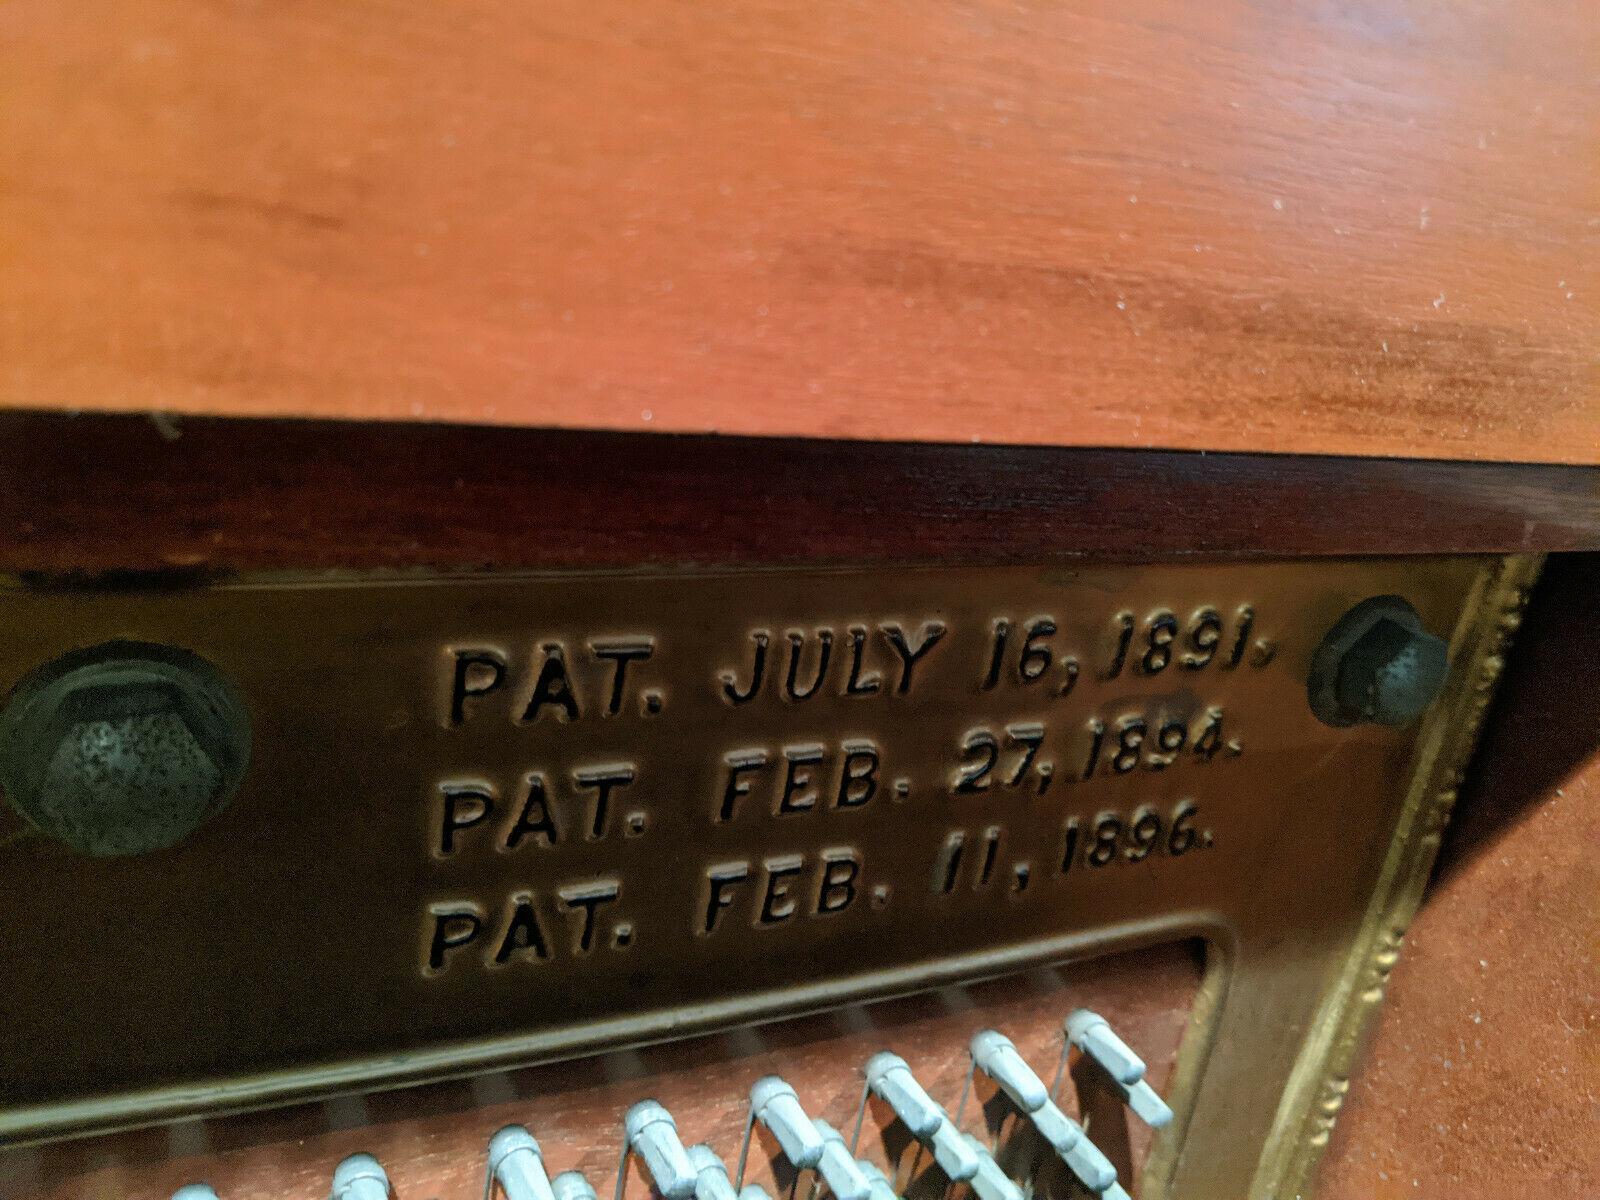 PAT. JULY 16, 1891.
PAT. FEB. 27, 1894.
PAT. FEB. 11, 1896.